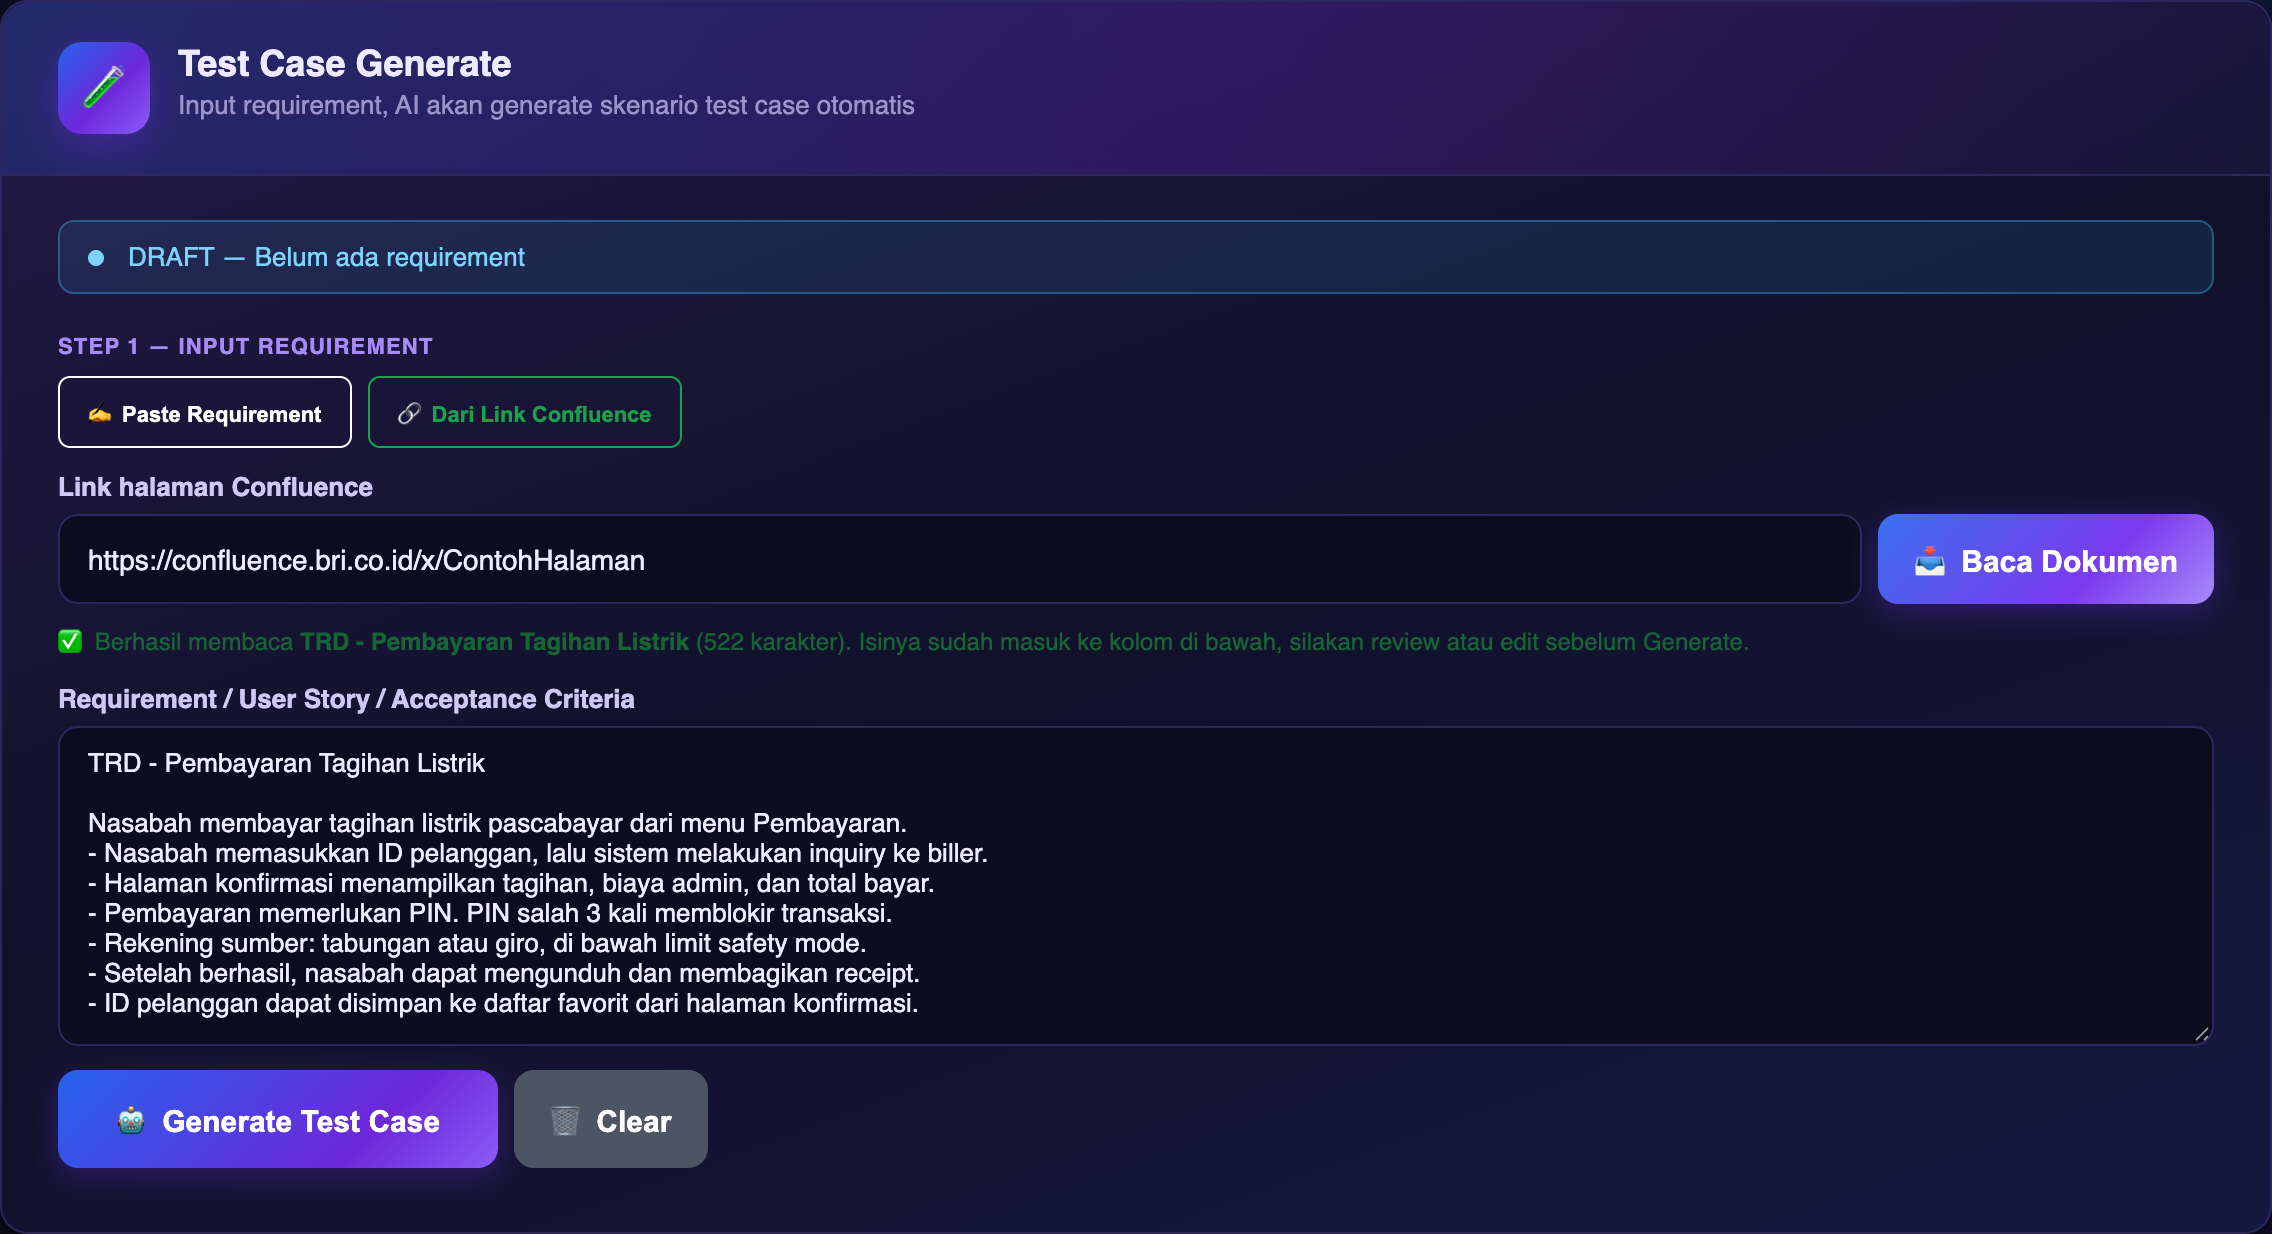 Test Case Generate
Input requirement, AI akan generate skenario test case otomatis
DRAFT — Belum ada requirement
STEP 1 — INPUT REQUIREMENT
Paste Requirement
Dari Link Confluence
Link halaman Confluence
https://confluence.bri.co.id/x/ContohHalaman
Baca Dokumen
Berhasil membaca TRD - Pembayaran Tagihan Listrik (522 karakter). Isinya sudah masuk ke kolom di bawah, silakan review atau edit sebelum Generate.
Requirement / User Story / Acceptance Criteria
TRD - Pembayaran Tagihan Listrik
Nasabah membayar tagihan listrik pascabayar dari menu Pembayaran.
- Nasabah memasukkan ID pelanggan, lalu sistem melakukan inquiry ke biller.
- Halaman konfirmasi menampilkan tagihan, biaya admin, dan total bayar.
- Pembayaran memerlukan PIN. PIN salah 3 kali memblokir transaksi.
- Rekening sumber: tabungan atau giro, di bawah limit safety mode.
- Setelah berhasil, nasabah dapat mengunduh dan membagikan receipt.
- ID pelanggan dapat disimpan ke daftar favorit dari halaman konfirmasi.
Generate Test Case
Clear